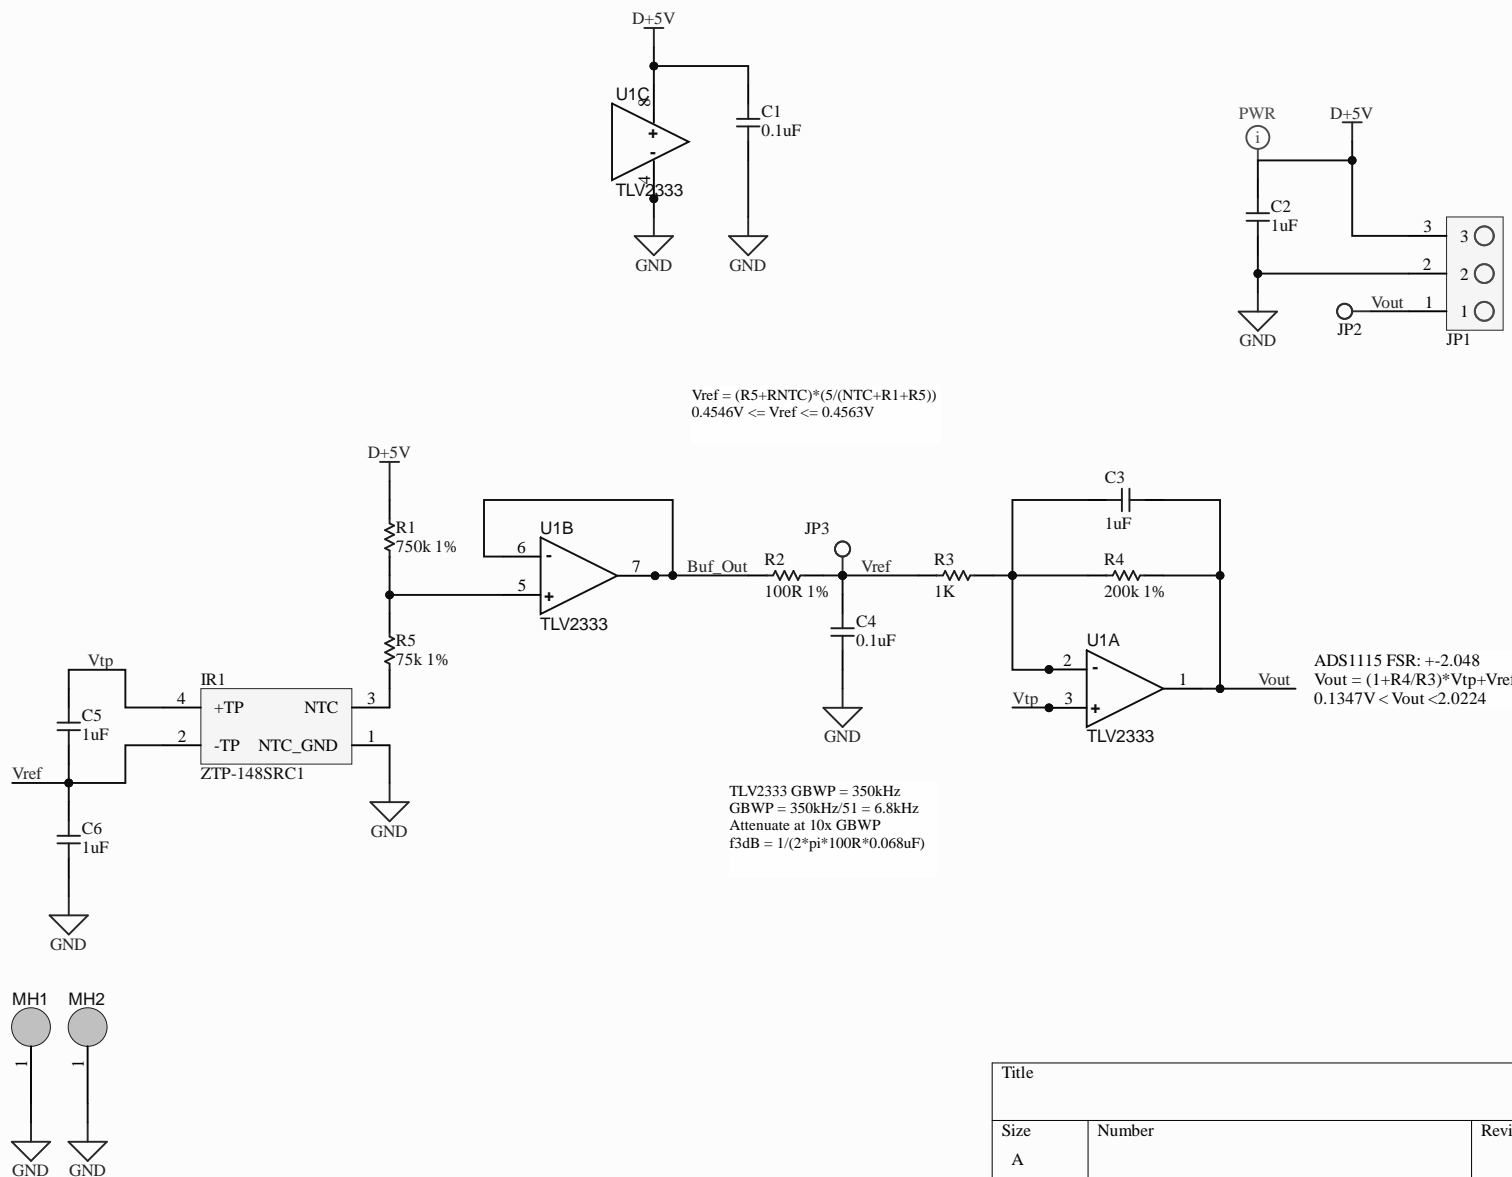 D+5V
U1C
8
C1
0.1uF
4
TLV2333
GND
GND
PWR
D+5V
i
C2
1uF
3
3
2
2
Vout
1
1
JP2
JP1
GND
Vref = (R5+RNTC)*(5/(NTC+R1+R5))
0.4546V <= Vref <= 0.4563V
D+5V
R1
750k 1%
U1B
6
5
7
TLV2333
Buf_Out
R2
100R 1%
JP3
Vref
R3
1K
C3
1uF
R4
200k 1%
C4
0.1uF
GND
R5
75k 1%
U1A
2
3
1
Vtp
TLV2333
Vout
ADS1115 FSR: +-2.048
Vout = (1+R4/R3)*Vtp+Vref
0.1347V < Vout <2.0224
Vtp
IR1
4
+TP
NTC
3
C5
1uF
2
-TP
NTC_GND
1
Vref
ZTP-148SRC1
GND
C6
1uF
GND
TLV2333 GBWP = 350kHz
GBWP = 350kHz/51 = 6.8kHz
Attenuate at 10x GBWP
f3dB = 1/(2*pi*100R*0.068uF)
MH1
MH2
1
1
GND
GND
Title
Size
Number
Revi
A